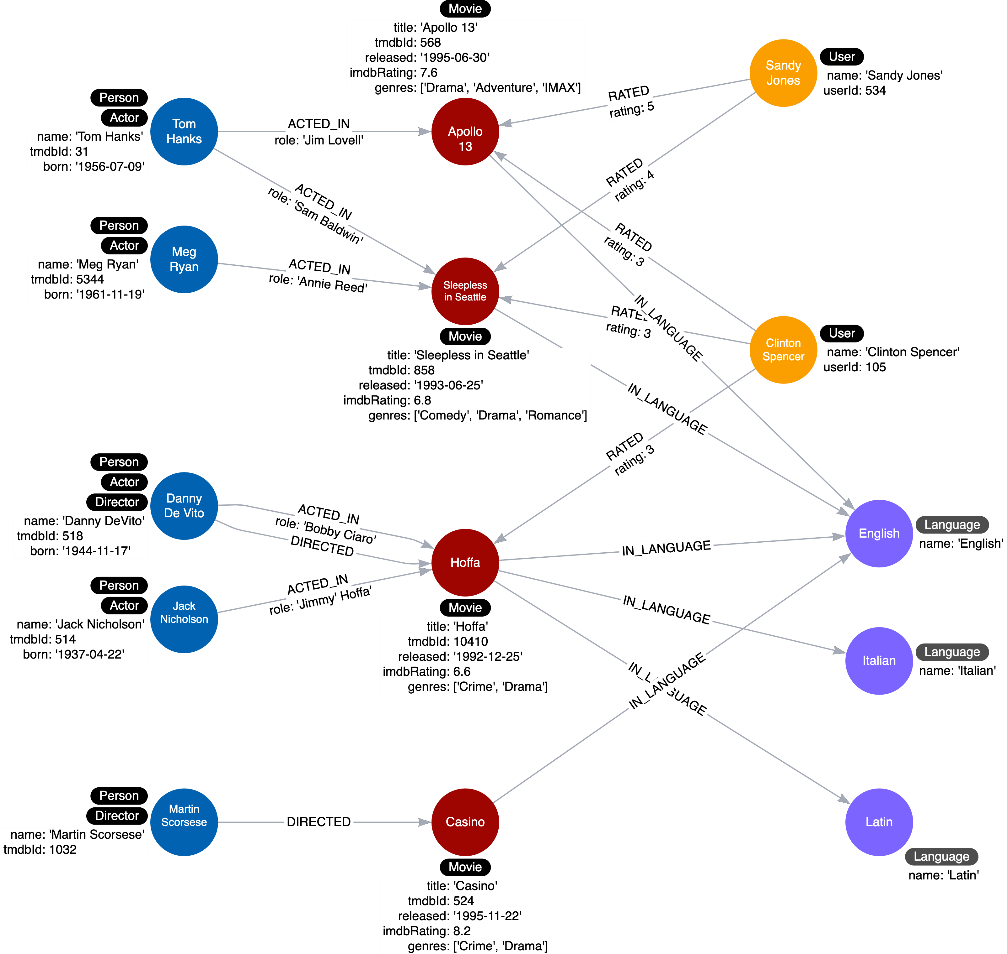 Movie
title: 'Apollo 13'
tmdbId: 568
released: '1995-06-30'
imdbRating: 7.6
genres: ['Drama', 'Adventure', 'IMAX']
Apollo
13
Person
Actor
name: 'Tom Hanks'
tmdbId: 31
born: '1956-07-09'
Tom
Hanks
ACTED_IN
role: 'Jim Lovell'
ACTED_IN
role: 'Sam Baldwin'
Sandy
Jones
User
name: 'Sandy Jones'
userId: 534
RATED
rating: 5
RATED
rating: 4
Person
Actor
name: 'Meg Ryan'
tmdbId: 5344
born: '1961-11-19'
Meg
Ryan
ACTED_IN
role: 'Annie Reed'
Sleepless
in Seattle
Movie
title: 'Sleepless in Seattle'
tmdbId: 858
released: '1993-06-25'
imdbRating: 6.8
genres: ['Comedy', 'Drama', 'Romance']
RATED
rating: 3
RATE
rating: 3
IN_LANGUAGE
Clinton
Spencer
User
name: 'Clinton Spencer'
userId: 105
IN_LANGUAGE
RATED
rating: 3
Person
Actor
Director
name: 'Danny DeVito'
tmdbId: 518
born: '1944-11-17'
Danny
De Vito
ACTED_IN
role: 'Bobby Ciaro'
DIRECTED
Person
Actor
name: 'Jack Nicholson'
tmdbId: 514
born: '1937-04-22'
Jack
Nicholson
ACTED_IN
role: 'Jimmy' Hoffa'
Hoffa
Movie
title: 'Hoffa'
tmdbId: 10410
released: '1992-12-25'
imdbRating: 6.6
genres: ['Crime', 'Drama']
IN_LANGUAGE
English
Language
name: 'English'
IN_LANGUAGE
Italian
Language
name: 'Italian'
IN_L GUAGE
IN_LANGUAGE
Latin
Language
name: 'Latin'
Person
Director
name: 'Martin Scorsese'
tmdbId: 1032
Martin
Scorsese
DIRECTED
Casino
Movie
title: 'Casino'
tmdbId: 524
released: '1995-11-22'
imdbRating: 8.2
genres: ['Crime', 'Drama']